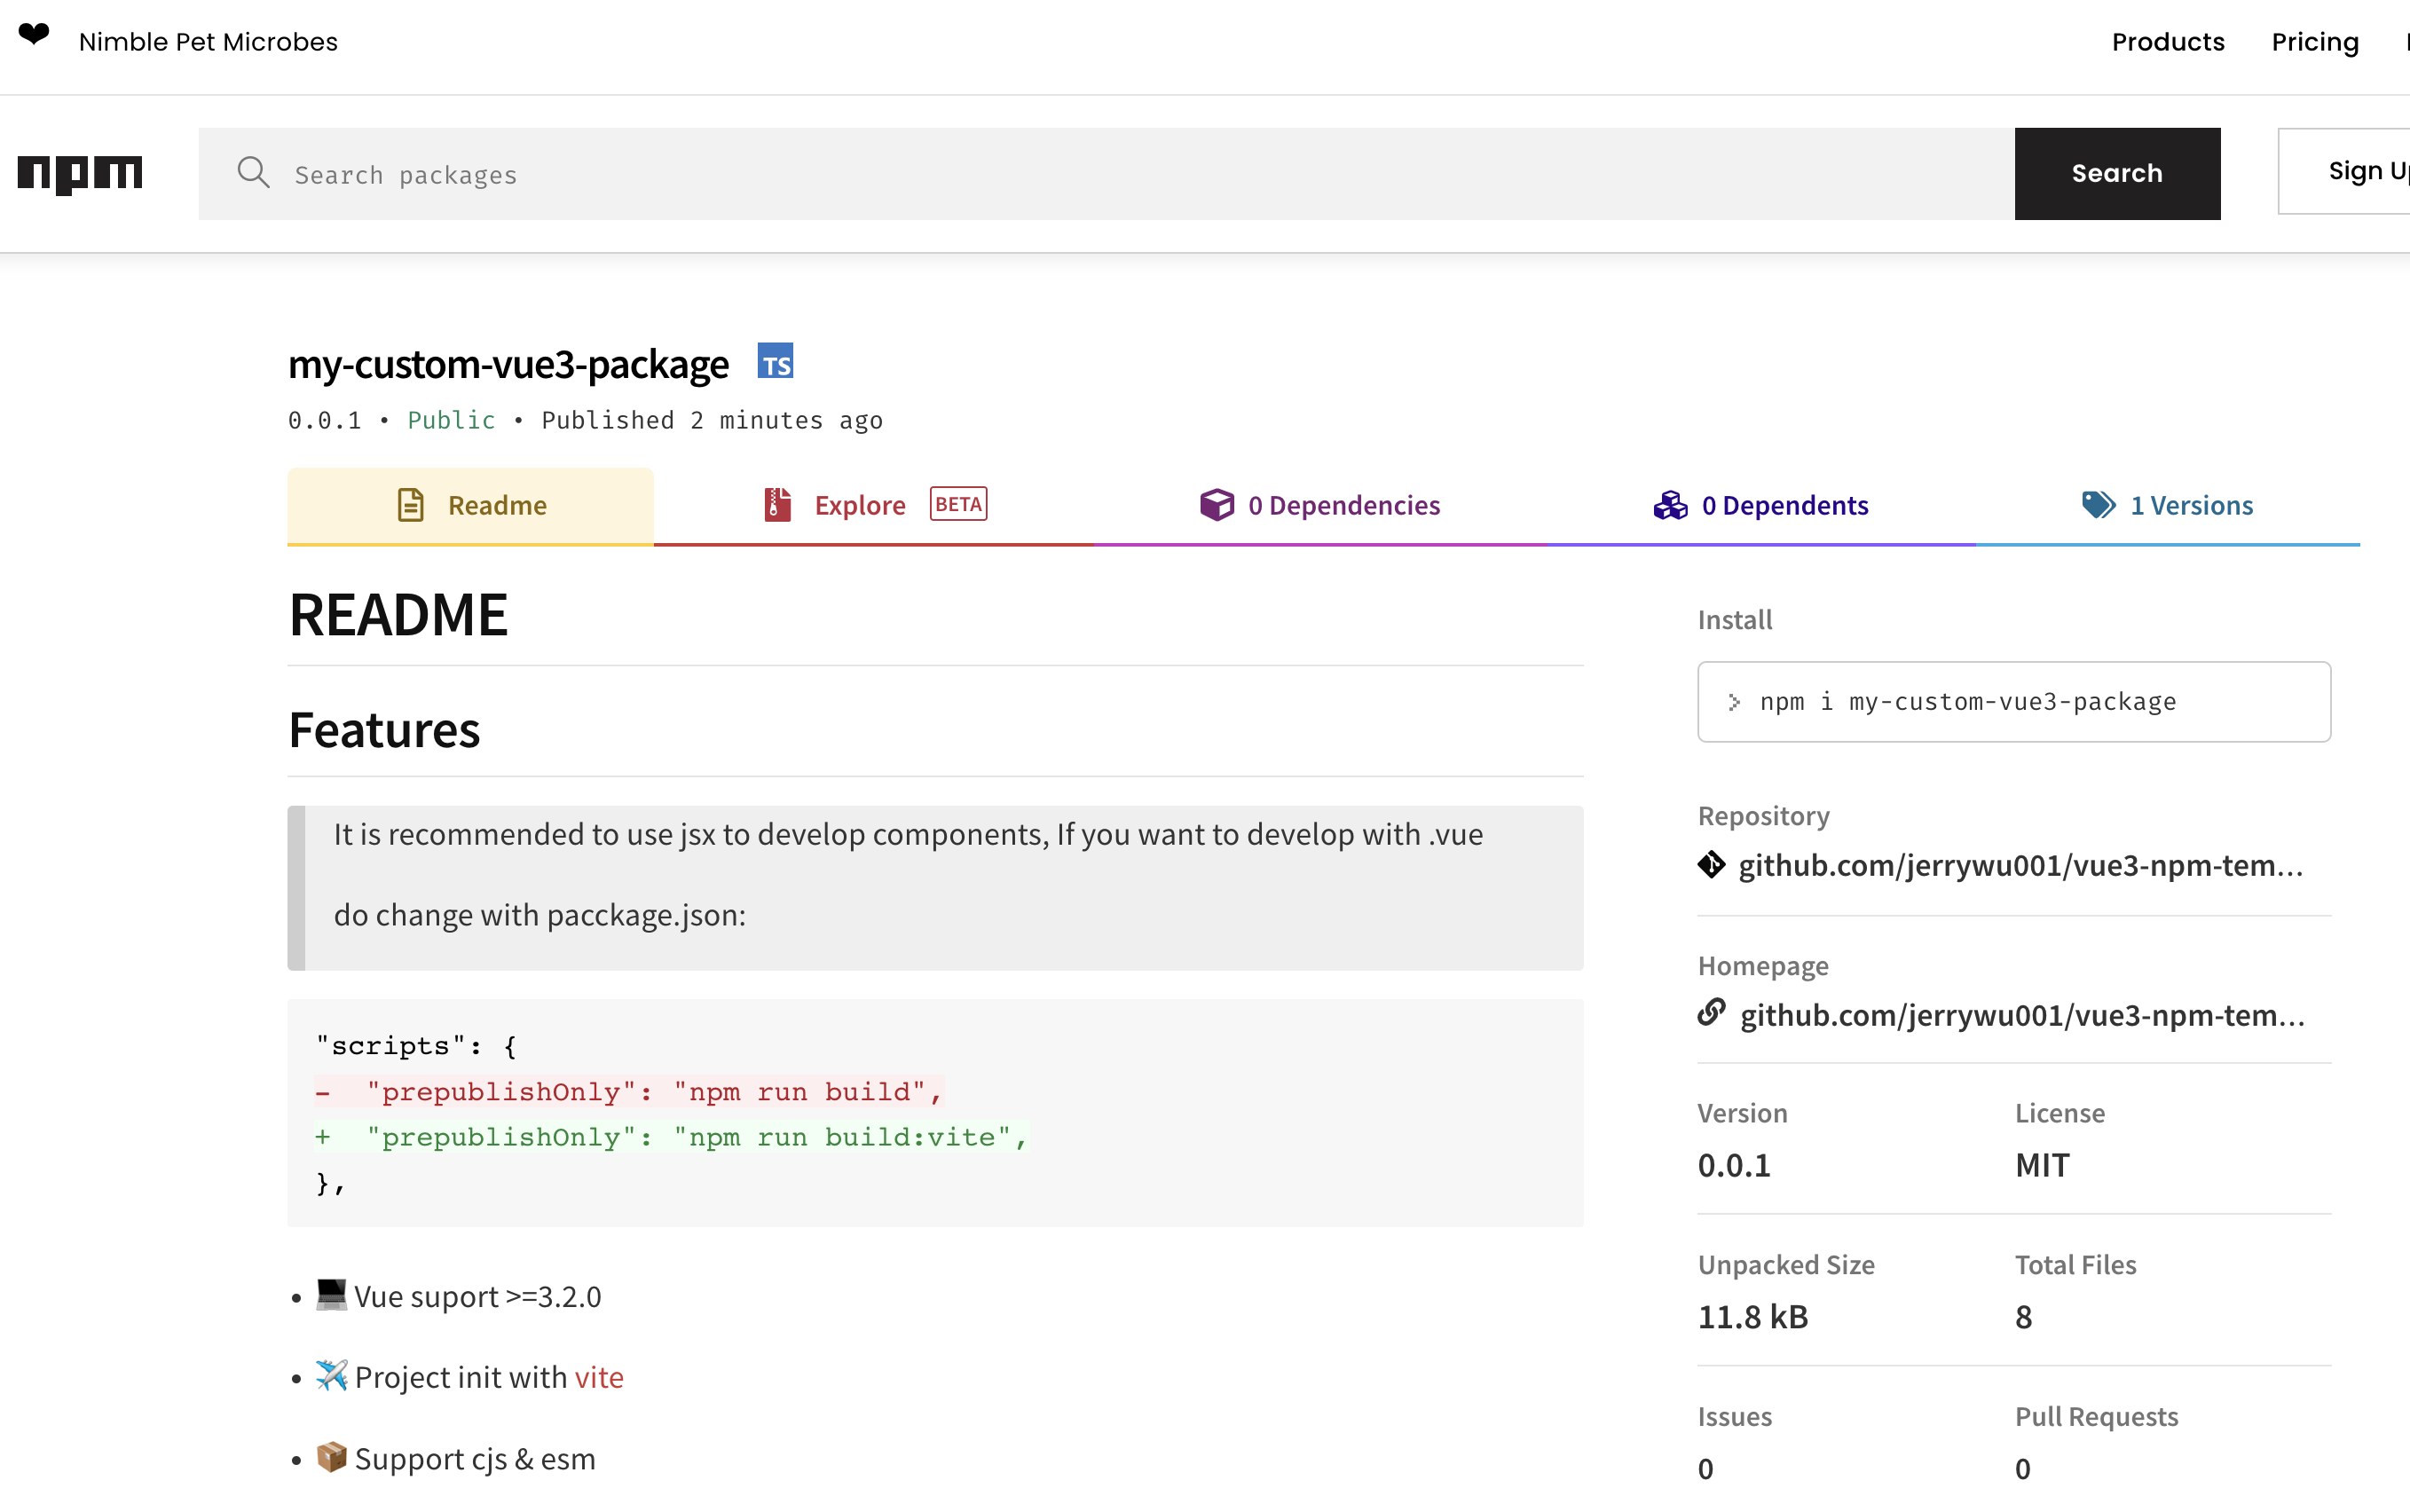 ❤ Nimble Pet Microbes
Products Pricing
npm Search packages Search Sign Up
my-custom-vue3-package TS
0.0.1 • Public • Published 2 minutes ago
Readme Explore BETA 0 Dependencies 0 Dependents 1 Versions
README
Features
It is recommended to use jsx to develop components, If you want to develop with .vue
do change with pacckage.json:
"scripts": {
-  "prepublishOnly": "npm run build",
+  "prepublishOnly": "npm run build:vite",
},
• 💻 Vue suport >=3.2.0
• ✈️ Project init with vite
• 📦 Support cjs & esm
Install
> npm i my-custom-vue3-package
Repository
github.com/jerrywu001/vue3-npm-tem...
Homepage
github.com/jerrywu001/vue3-npm-tem...
Version License
0.0.1 MIT
Unpacked Size Total Files
11.8 kB 8
Issues Pull Requests
0 0